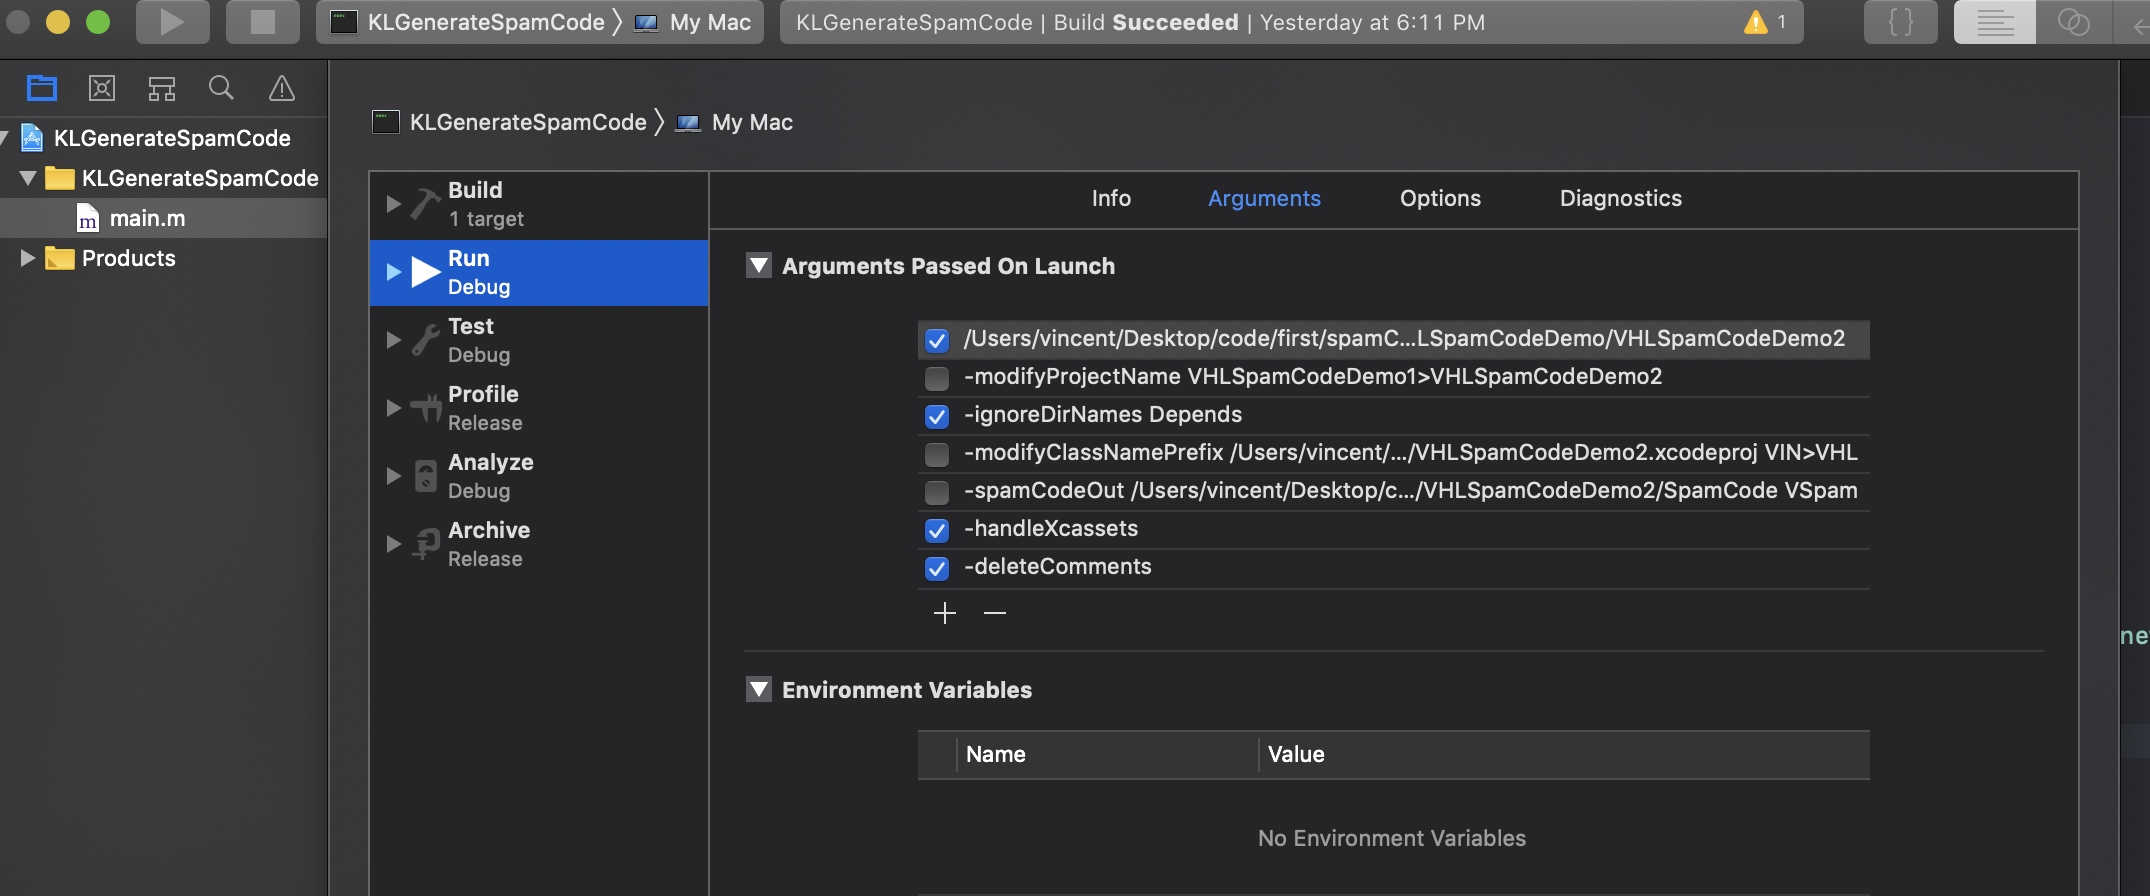 KLGenerateSpamCode 〉 My Mac
KLGenerateSpamCode | Build Succeeded | Yesterday at 6:11 PM
1
{}
KLGenerateSpamCode
KLGenerateSpamCode
m main.m
Products
KLGenerateSpamCode 〉 My Mac
Build
1 target
Run
Debug
Test
Debug
Profile
Release
Analyze
Debug
Archive
Release
Info Arguments Options Diagnostics
Arguments Passed On Launch
/Users/vincent/Desktop/code/first/spamC...LSpamCodeDemo/VHLSpamCodeDemo2
-modifyProjectName VHLSpamCodeDemo1>VHLSpamCodeDemo2
-ignoreDirNames Depends
-modifyClassNamePrefix /Users/vincent/.../VHLSpamCodeDemo2.xcodeproj VIN>VHL
-spamCodeOut /Users/vincent/Desktop/c.../VHLSpamCodeDemo2/SpamCode VSpam
-handleXcassets
-deleteComments
Environment Variables
Name Value
No Environment Variables